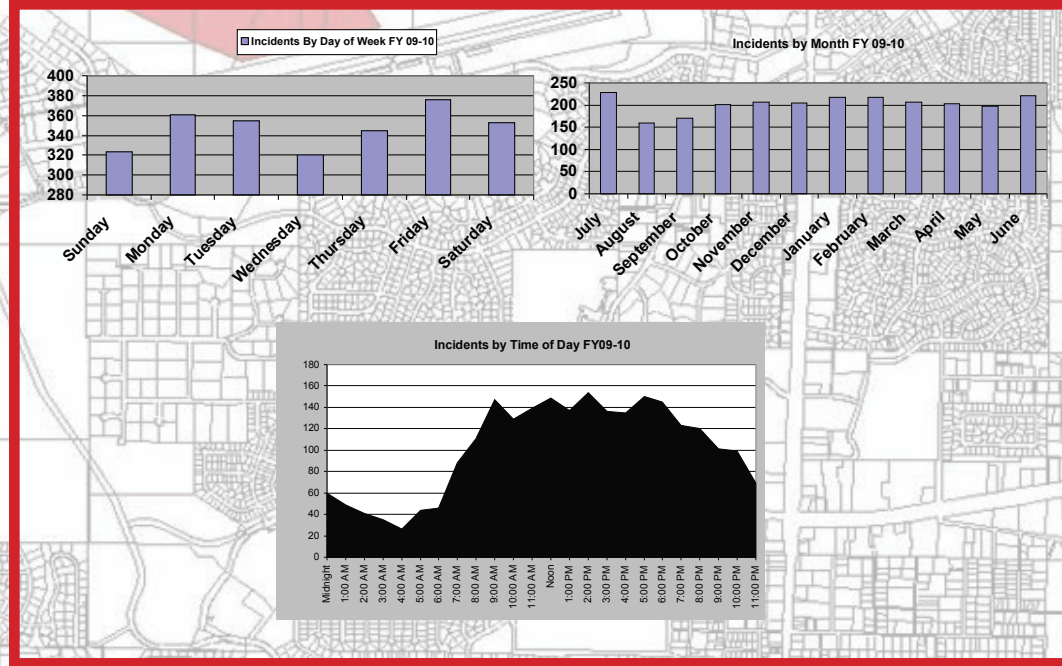 Incidents By Day of Week FY 09-10
400
380
360
340
320
300
280
Sunday
Monday
Tuesday
Wednesday
Thursday
Friday
Saturday
Incidents by Month FY 09-10
250
200
150
100
50
0
July
August
September
October
November
December
January
February
March
April
May
June
Incidents by Time of Day FY09-10
180
160
140
120
100
80
60
40
20
0
Midnight
1:00 AM
2:00 AM
3:00 AM
4:00 AM
5:00 AM
6:00 AM
7:00 AM
8:00 AM
9:00 AM
10:00 AM
11:00 AM
Noon
1:00 PM
2:00 PM
3:00 PM
4:00 PM
5:00 PM
6:00 PM
7:00 PM
8:00 PM
9:00 PM
10:00 PM
11:00 PM